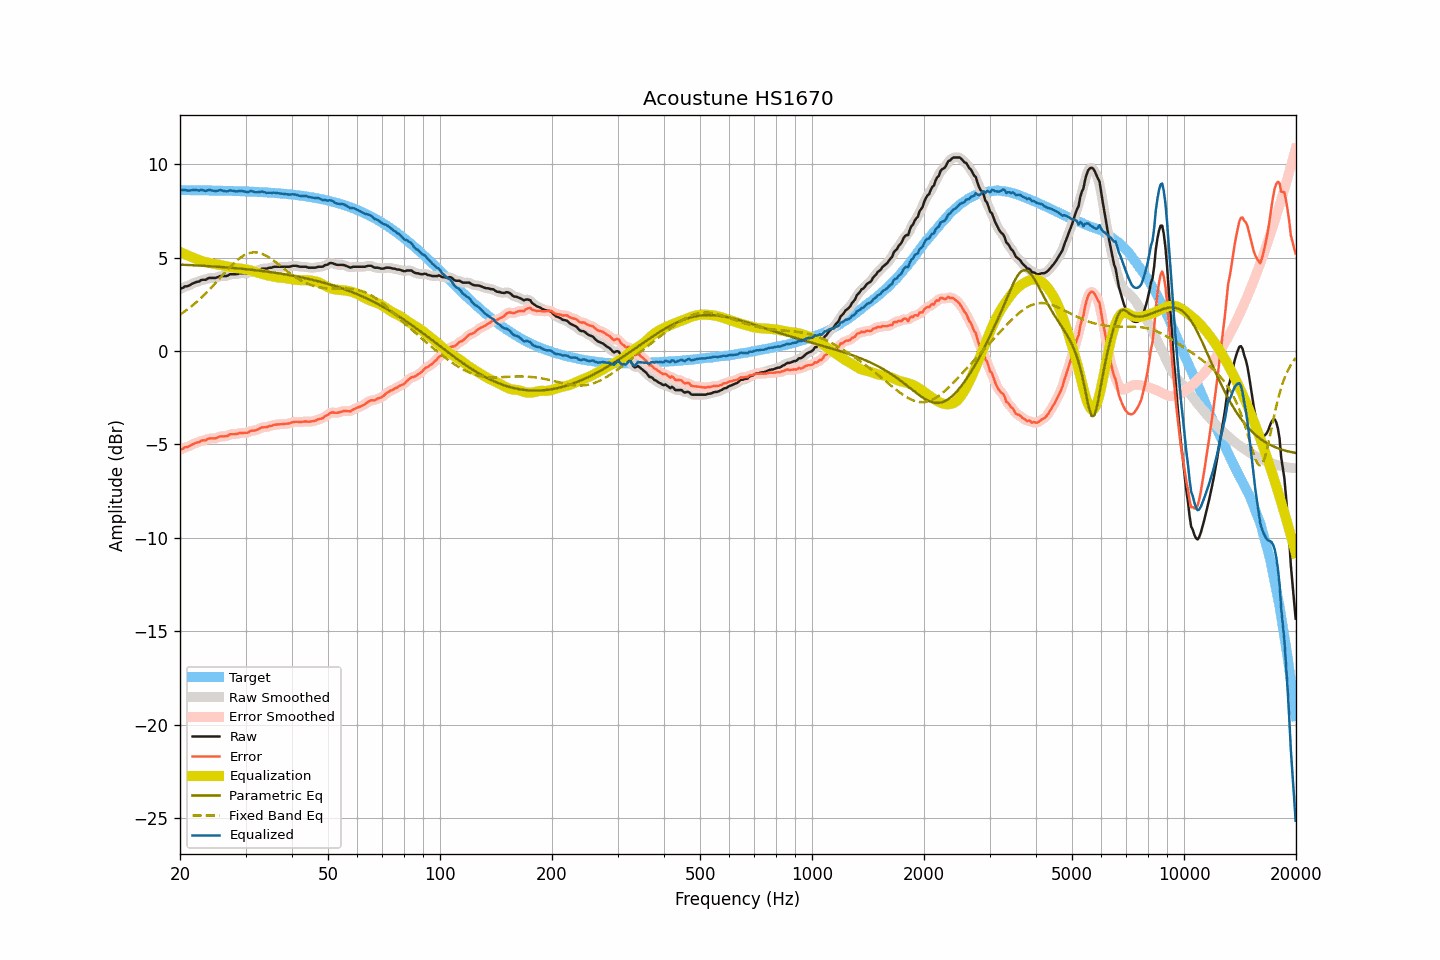 Acoustune HS1670
Amplitude (dBr)
10
5
0
−5
−10
−15
−20
−25
Target
Raw Smoothed
Error Smoothed
Raw
Error
Equalization
Parametric Eq
Fixed Band Eq
Equalized
20 50 100 200 500 1000 2000 5000 10000 20000
Frequency (Hz)